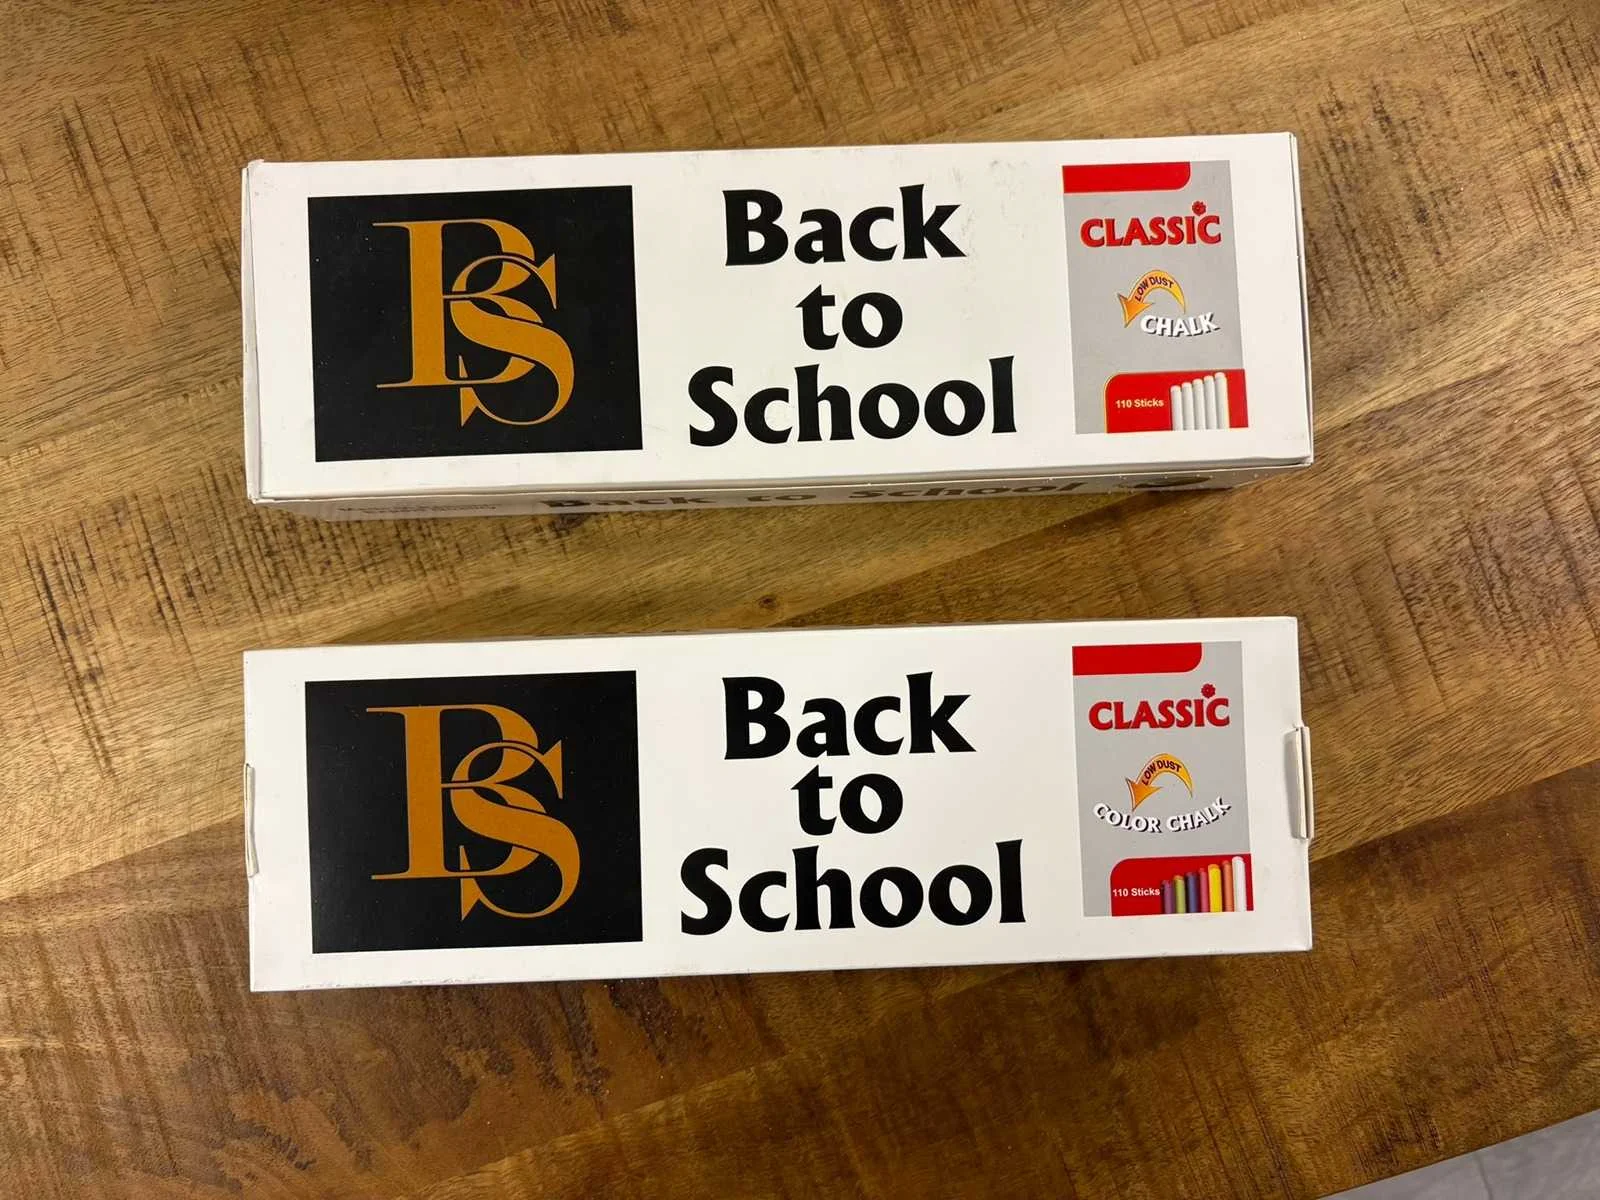 BS
Back
to
School
CLASSIC
LOW DUST
CHALK
110 Sticks
Back to School
BS
Back
to
School
CLASSIC
LOW DUST
COLOR CHALK
110 Sticks